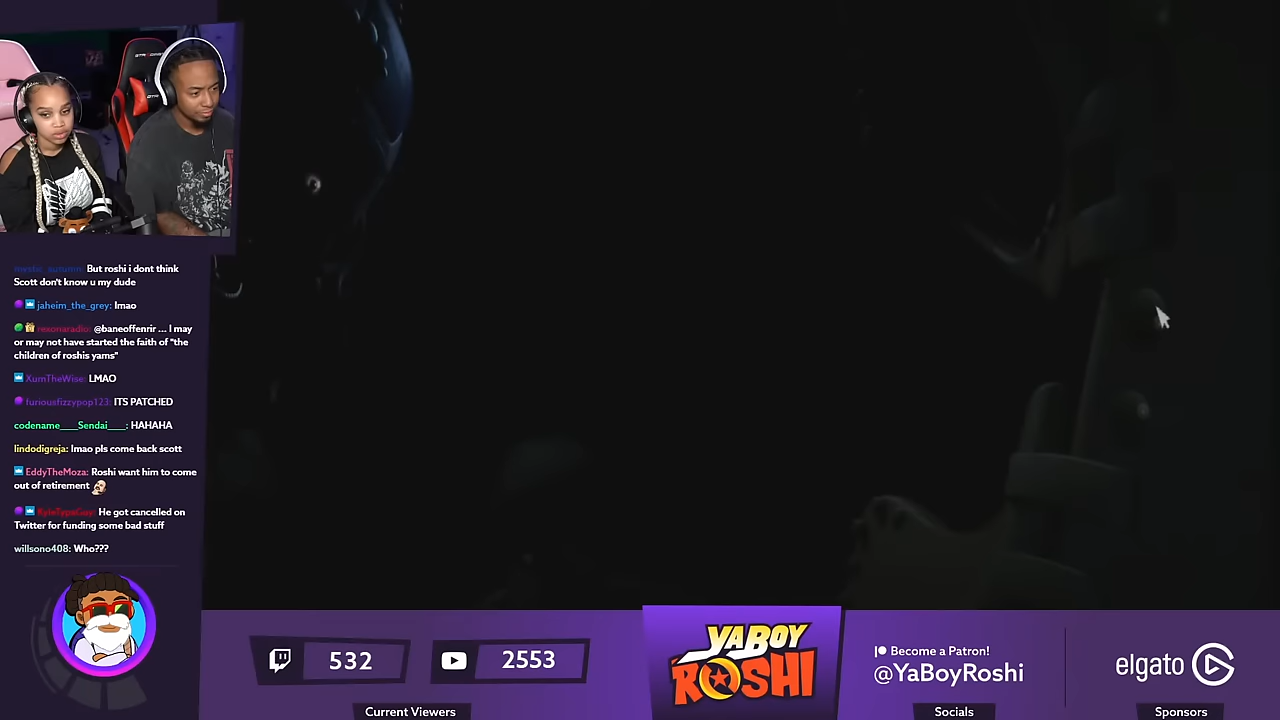 mystic_autumn: But roshi i dont think
Scott don't know u my dude
jaheim_the_grey: lmao
rexonaradio: @baneoffenrir ... I may
or may not have started the faith of "the
children of roshis yams"
XumTheWise: LMAO
furiousfizzypop123: ITS PATCHED
codename___Sendai___: HAHAHA
lindodigreja: lmao pls come back scott
EddyTheMoza: Roshi want him to come
out of retirement
He got cancelled on
Twitter for funding some bad stuff
willsono408: Who???
532
2553
Current Viewers
YABOY
ROSHI
Become a Patron!
@YaBoyRoshi
Socials
elgato
Sponsors